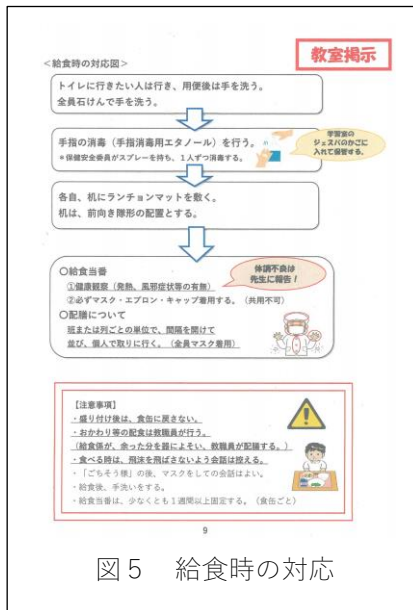 教室掲示
<給食時の対応図>
トイレに行きたい人は行き、用便後は手を洗う。
全員石けんで手を洗う。
手指の消毒(手指消毒用エタノール)を行う。
*保健安全委員がスプレーを持ち、1人ずつ消毒する。
学習室の
ジェスパのかごに
入れて保管する。
各自、机にランチョンマットを敷く。
机は、前向き隊形の配置とする。
○給食当番
①健康観察(発熱、風邪症状等の有無)
②必ずマスク・エプロン・キャップ着用する。(共用不可)
体調不良は
先生に報告!
○配膳について
班または列ごとの単位で、間隔を開けて
並び、個人で取りに行く。(全員マスク着用)
【注意事項】
・盛り付け後は、食缶に戻さない。
・おかわり等の配食は教職員が行う。
(給食係が、余った分を器によそい、教職員が配膳する。)
・食べる時は、飛沫を飛ばさないよう会話は控える。
・「ごちそう様」の後、マスクをしての会話はよい。
・給食後、手洗いをする。
・給食当番は、少なくとも1週間以上固定する。(食缶ごと)
9
図5 給食時の対応